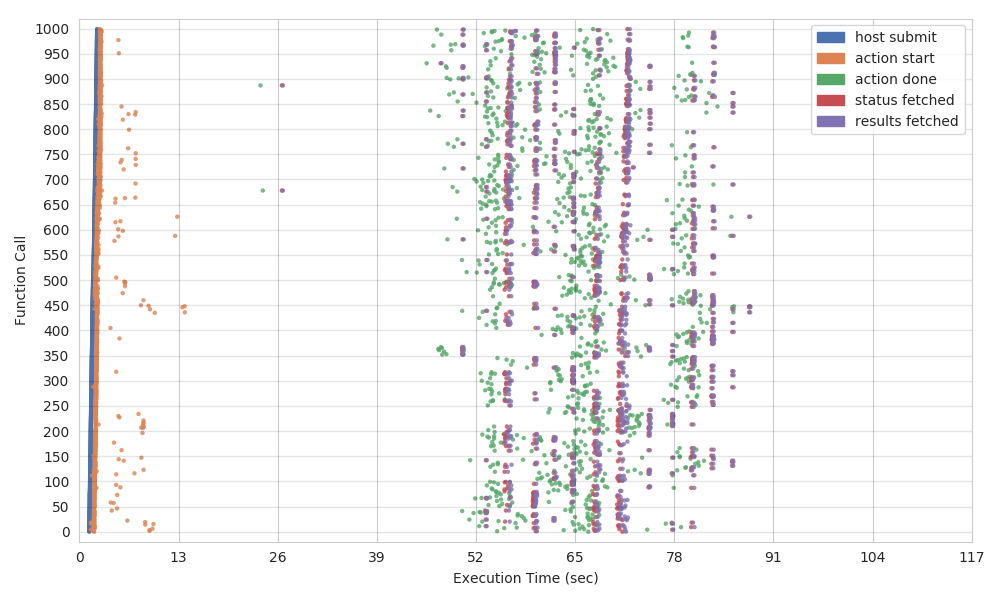 host submit
action start
action done
status fetched
results fetched
1000
950
900
850
800
750
700
650
600
550
500
450
400
350
300
250
200
150
100
50
0
Function Call
0 13 26 39 52 65 78 91 104 117
Execution Time (sec)